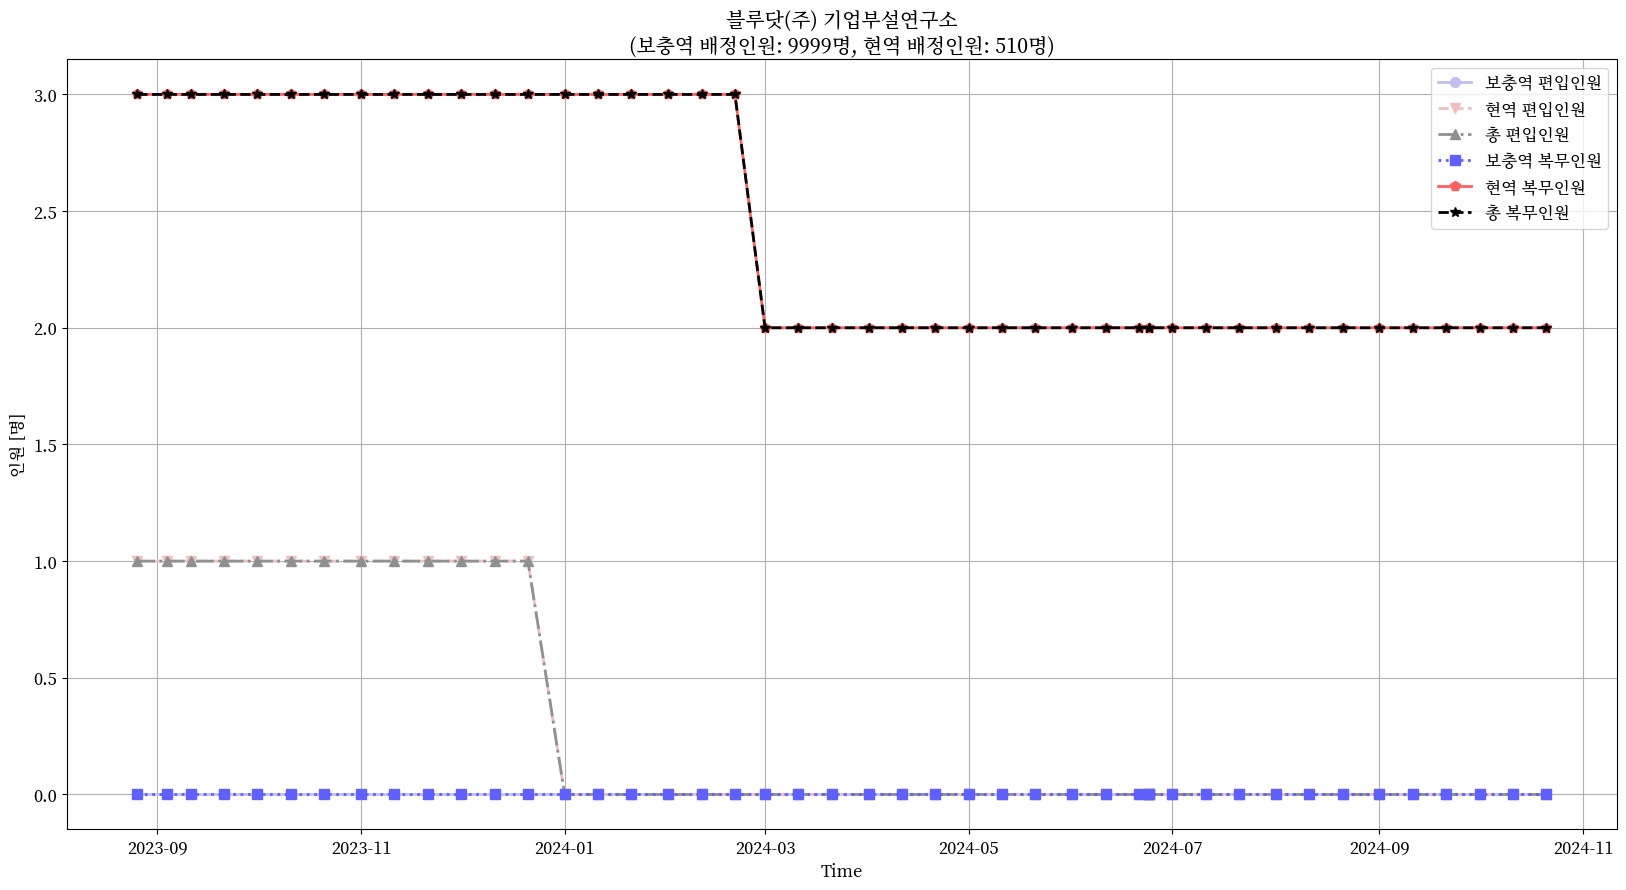 블루닷(주) 기업부설연구소
(보충역 배정인원: 9999명, 현역 배정인원: 510명)
보충역 편입인원
현역 편입인원
총 편입인원
보충역 복무인원
현역 복무인원
총 복무인원
3.0
2.5
2.0
1.5
1.0
0.5
0.0
인원 [명]
2023-09
2023-11
2024-01
2024-03
2024-05
2024-07
2024-09
2024-11
Time